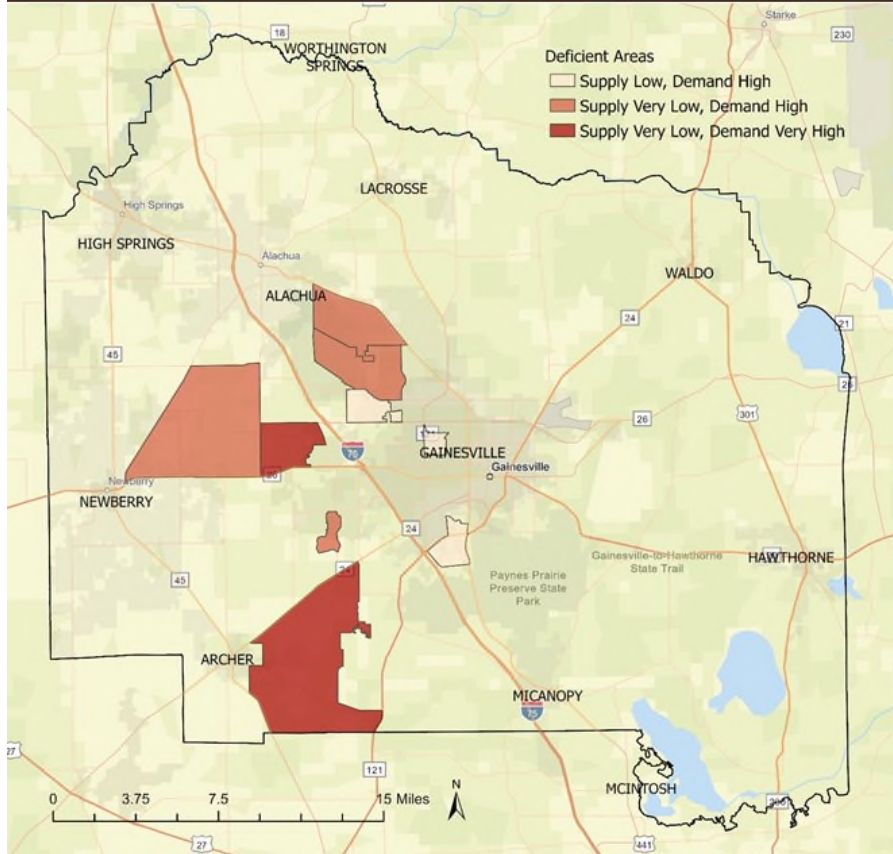 Starke
18
230
WORTHINGTON
SPRINGS
Deficient Areas
Supply Low, Demand High
Supply Very Low, Demand High
Supply Very Low, Demand Very High
LACROSSE
High Springs
HIGH SPRINGS
Alachua
WALDO
ALACHUA
24
21
45
26
301
26
GAINESVILLE
Gainesville
26
Newberry
NEWBERRY
24
Gainesville-to-Hawthorne
State Trail
HAWTHORNE
24
45
Paynes Prairie
Preserve State
Park
ARCHER
MICANOPY
75
27
121
N
MCINTOSH
0
3.75
7.5
15 Miles
27
441